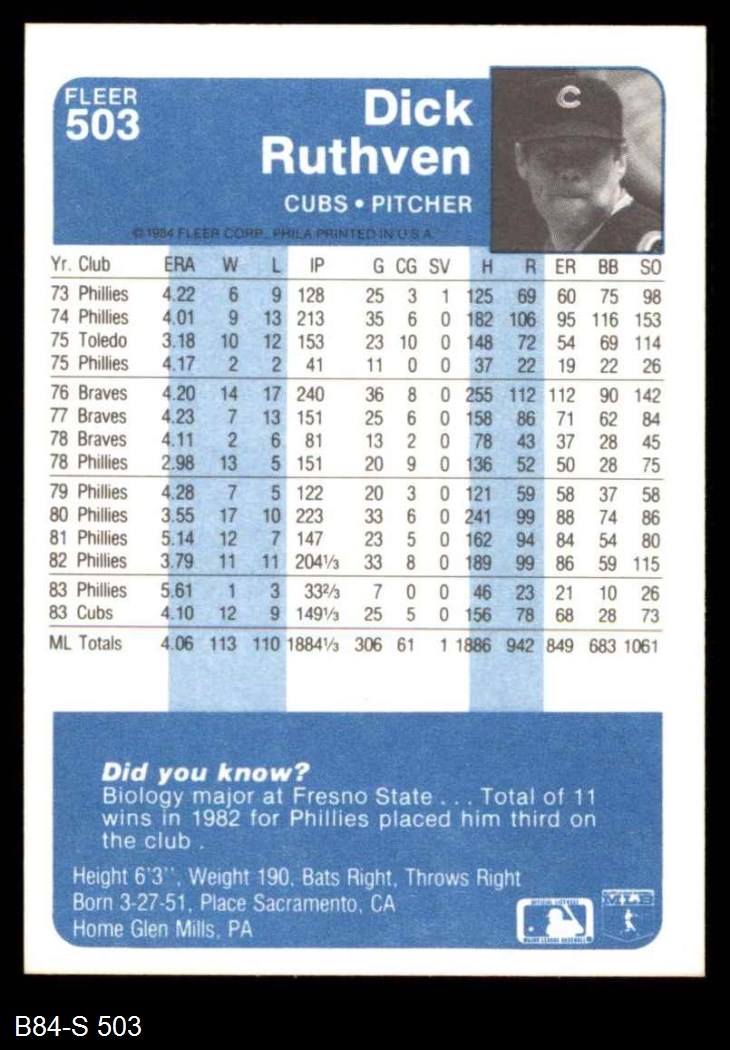 FLEER
503
Dick
Ruthven
CUBS • PITCHER
© 1984 FLEER CORP., PHILA PRINTED IN U.S.A.
Yr. Club ERA W L IP G CG SV H R ER BB SO
73 Phillies 4.22 6 9 128 25 3 1 125 69 60 75 98
74 Phillies 4.01 9 13 213 35 6 0 182 106 95 116 153
75 Toledo 3.18 10 12 153 23 10 0 148 72 54 69 114
75 Phillies 4.17 2 2 41 11 0 0 37 22 19 22 26
76 Braves 4.20 14 17 240 36 8 0 255 112 112 90 142
77 Braves 4.23 7 13 151 25 6 0 158 86 71 62 84
78 Braves 4.11 2 6 81 13 2 0 78 43 37 28 45
78 Phillies 2.98 13 5 151 20 9 0 136 52 50 28 75
79 Phillies 4.28 7 5 122 20 3 0 121 59 58 37 58
80 Phillies 3.55 17 10 223 33 6 0 241 99 88 74 86
81 Phillies 5.14 12 7 147 23 5 0 162 94 84 54 80
82 Phillies 3.79 11 11 204⅓ 33 8 0 189 99 86 59 115
83 Phillies 5.61 1 3 33⅔ 7 0 0 46 23 21 10 26
83 Cubs 4.10 12 9 149⅓ 25 5 0 156 78 68 28 73
ML Totals 4.06 113 110 1884⅓ 306 61 1 1886 942 849 683 1061
Did you know?
Biology major at Fresno State . . . Total of 11
wins in 1982 for Phillies placed him third on
the club .
Height 6'3'', Weight 190, Bats Right, Throws Right
Born 3-27-51, Place Sacramento, CA
Home Glen Mills, PA
MLB
B84-S 503